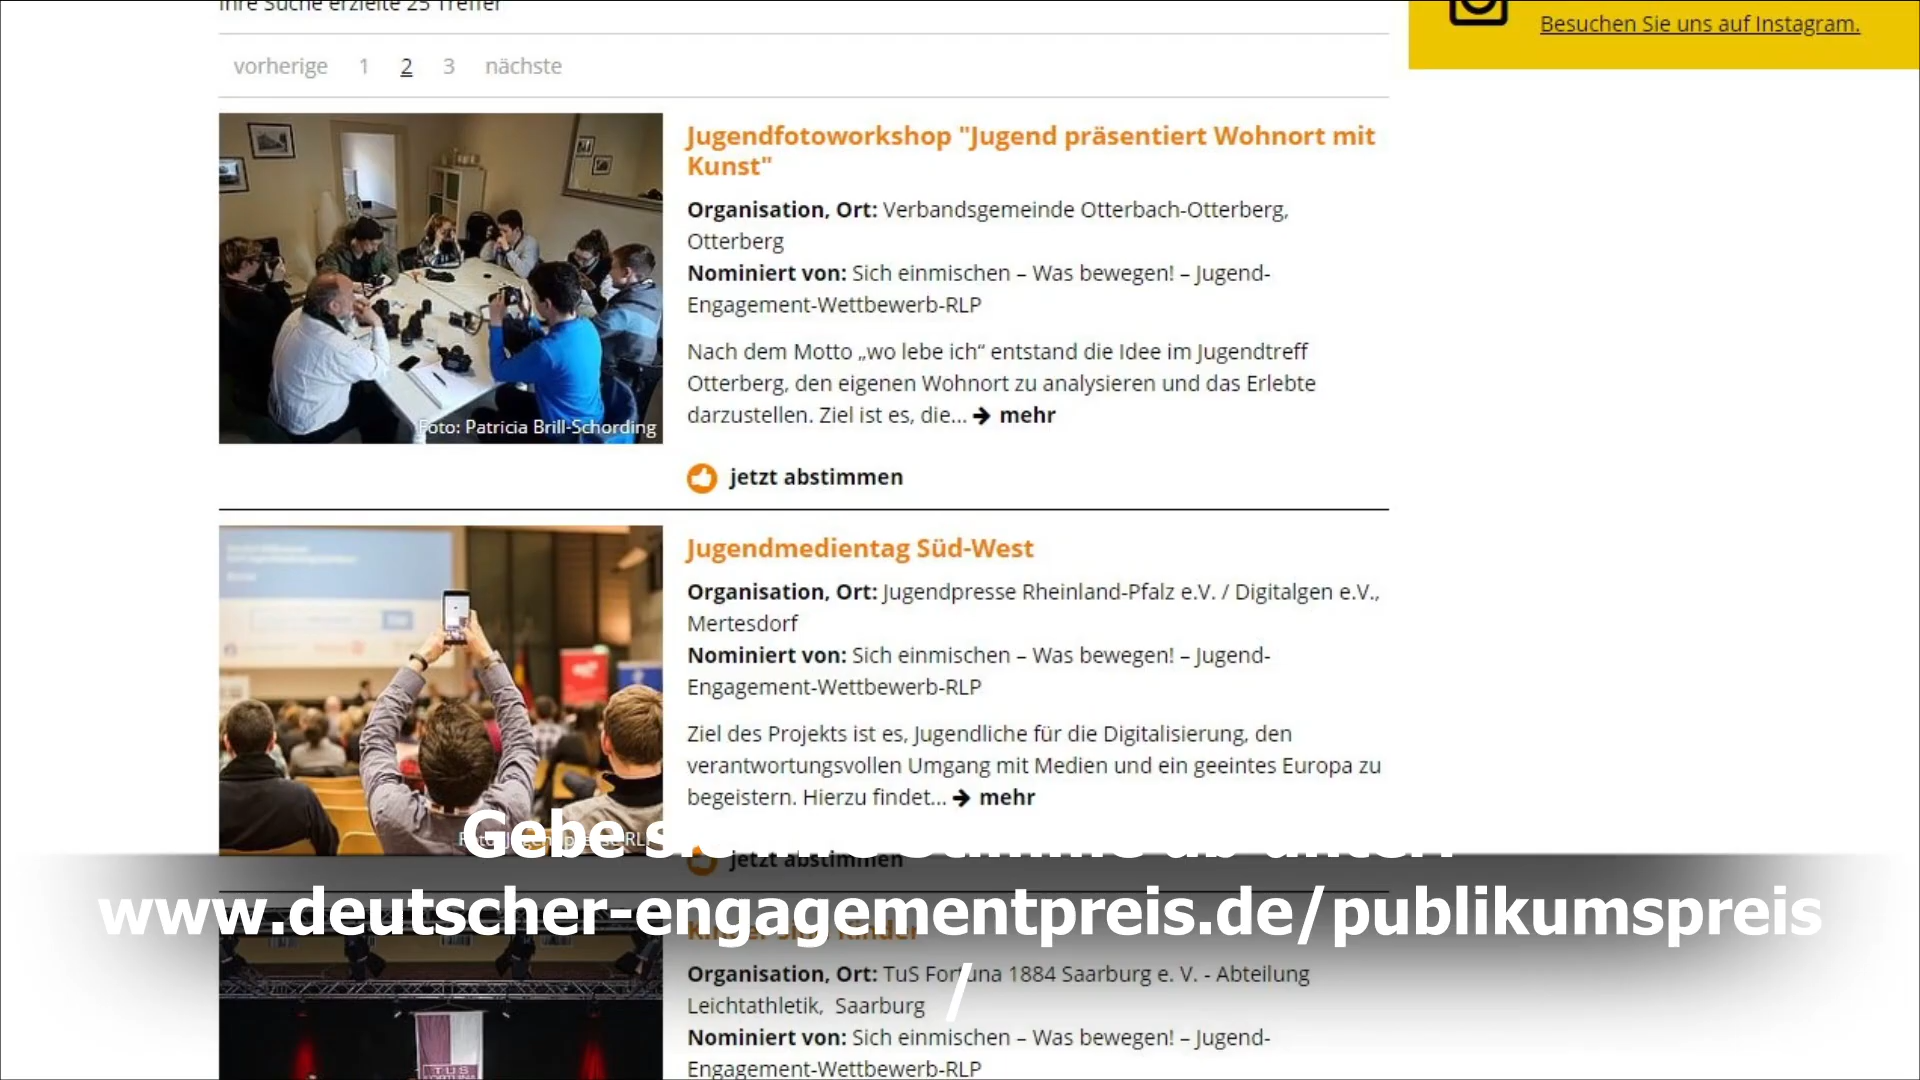 Ihre Suche erzielte 25 Treffer
Besuchen Sie uns auf Instagram.
vorherige 1 2 3 nächste
Jugendfotoworkshop "Jugend präsentiert Wohnort mit
Kunst"
Organisation, Ort: Verbandsgemeinde Otterbach-Otterberg,
Otterberg
Nominiert von: Sich einmischen – Was bewegen! – Jugend-
Engagement-Wettbewerb-RLP
Nach dem Motto „wo lebe ich“ entstand die Idee im Jugendtreff
Otterberg, den eigenen Wohnort zu analysieren und das Erlebte
darzustellen. Ziel ist es, die... → mehr
Foto: Patricia Brill-Schording
jetzt abstimmen
Jugendmedientag Süd-West
Organisation, Ort: Jugendpresse Rheinland-Pfalz e.V. / Digitalgen e.V.,
Mertesdorf
Nominiert von: Sich einmischen – Was bewegen! – Jugend-
Engagement-Wettbewerb-RLP
Ziel des Projekts ist es, Jugendliche für die Digitalisierung, den
verantwortungsvollen Umgang mit Medien und ein geeintes Europa zu
begeistern. Hierzu findet... → mehr
Gebe
jetzt abstimmen
www.deutscher-engagementpreis.de/publikumspreis
/
Organisation, Ort: TuS Fortuna 1884 Saarburg e. V. - Abteilung
Leichtathletik, Saarburg
Nominiert von: Sich einmischen – Was bewegen! – Jugend-
Engagement-Wettbewerb-RLP
TUS